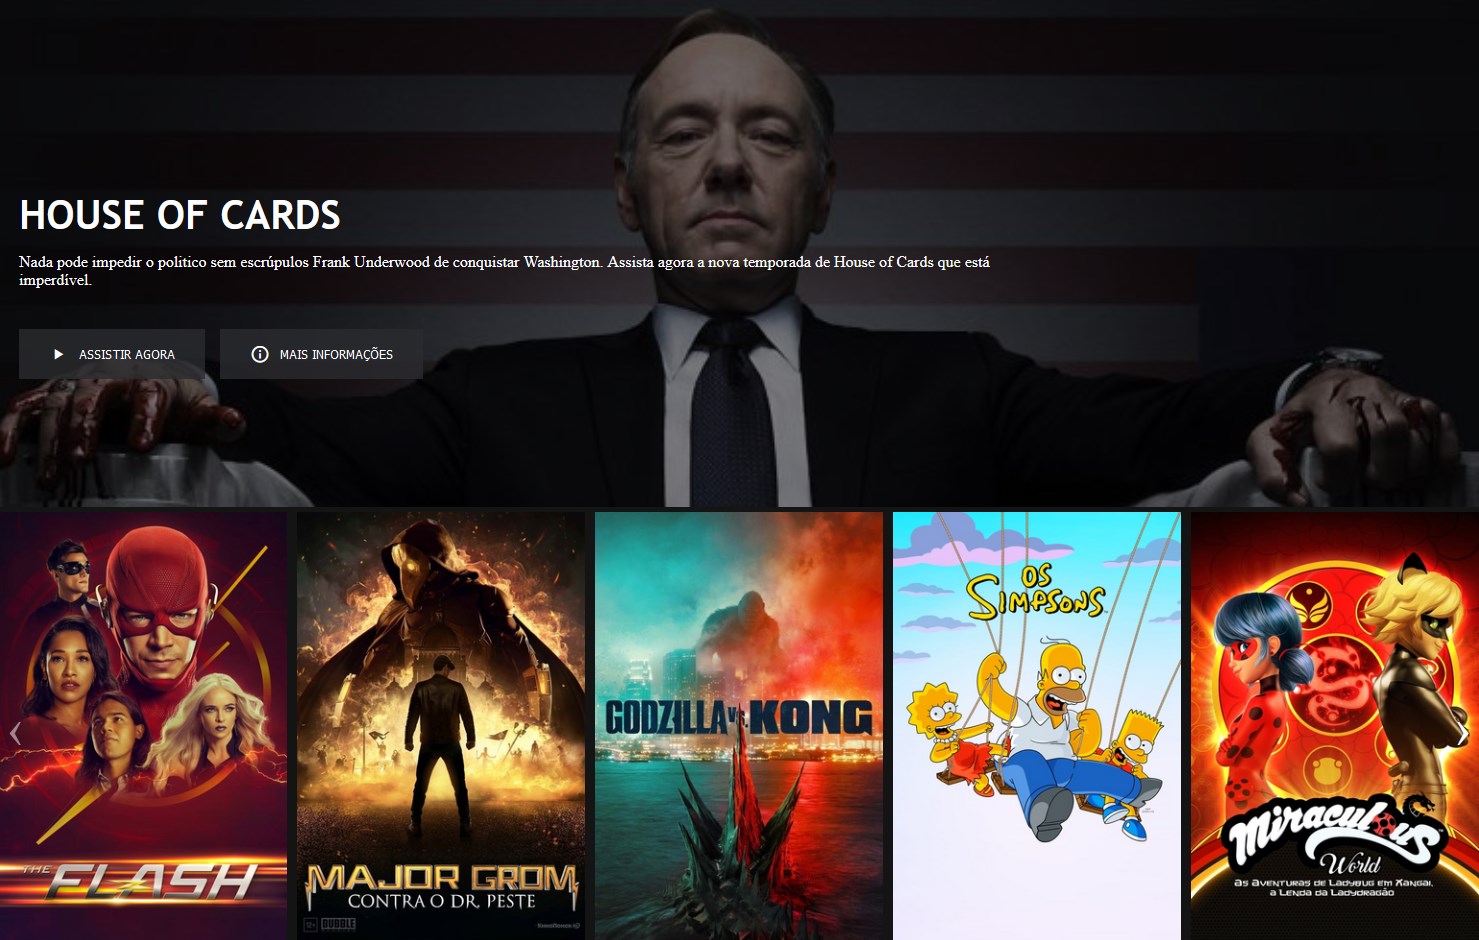 HOUSE OF CARDS
Nada pode impedir o politico sem escrúpulos Frank Underwood de conquistar Washington. Assista agora a nova temporada de House of Cards que está
imperdível.
ASSISTIR AGORA
MAIS INFORMAÇÕES
THE FLASH
MAJOR GROM
CONTRA O DR. PESTE
12+ BUBBLE
GODZILLA vs. KONG
OS
SIMPSONS
Miraculous
World
As Aventuras de Ladybug em Xangai,
a Lenda da Ladydragão